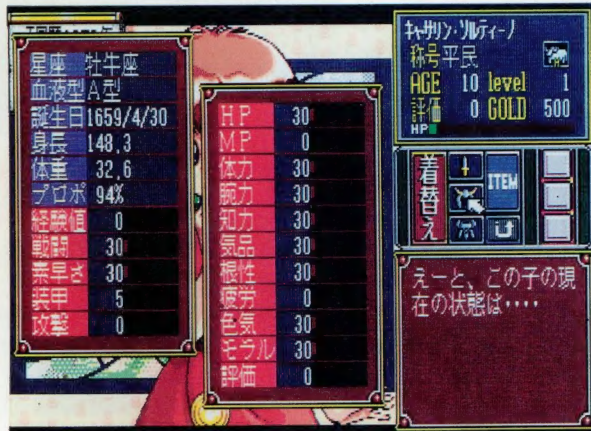 星座 牡牛座
血液型 A型
誕生日 1659/4/30
身長 148,3
体重 32,6
プロポ 94%
経験値 0
戦闘 30
素早さ 30
装甲 5
攻撃 0
HP 30
MP 0
体力 30
腕力 30
知力 30
気品 30
根性 30
疲労 0
色気 30
モラル 30
評価 0
キャサリン・ソルティーノ
称号 平民
AGE 10 level 1
評価 0 GOLD 500
HP
着替え
ITEM
えーと、この子の現
在の状態は・・・・